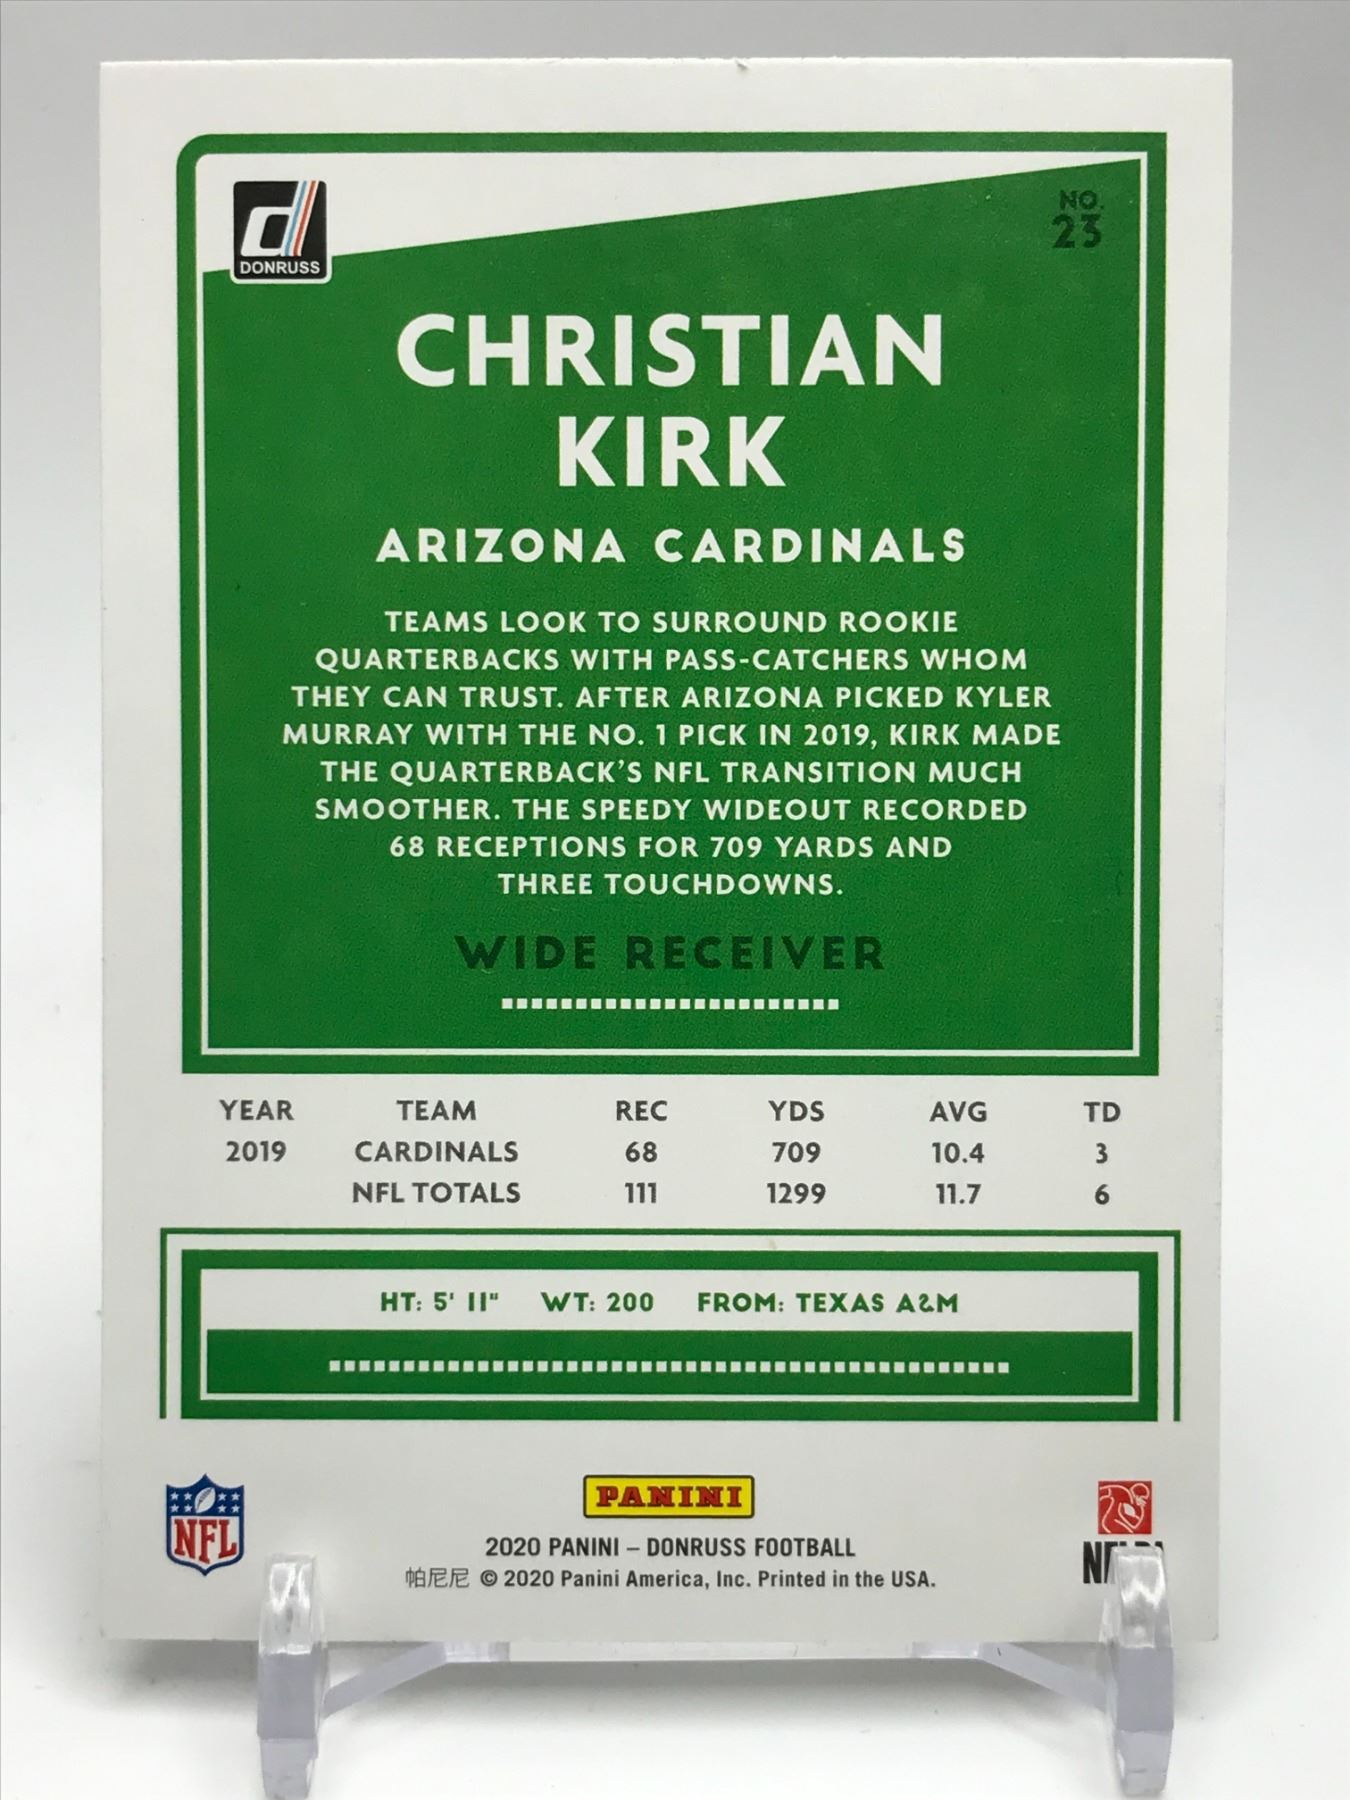 DONRUSS
NO.
23
CHRISTIAN
KIRK
ARIZONA CARDINALS
TEAMS LOOK TO SURROUND ROOKIE
QUARTERBACKS WITH PASS-CATCHERS WHOM
THEY CAN TRUST. AFTER ARIZONA PICKED KYLER
MURRAY WITH THE NO. 1 PICK IN 2019, KIRK MADE
THE QUARTERBACK'S NFL TRANSITION MUCH
SMOOTHER. THE SPEEDY WIDEOUT RECORDED
68 RECEPTIONS FOR 709 YARDS AND
THREE TOUCHDOWNS.
WIDE RECEIVER
YEAR TEAM REC YDS AVG TD
2019 CARDINALS 68 709 10.4 3
NFL TOTALS 111 1299 11.7 6
HT: 5' 11" WT: 200 FROM: TEXAS A&M
NFL
PANINI
2020 PANINI – DONRUSS FOOTBALL
帕尼尼 © 2020 Panini America, Inc. Printed in the USA.